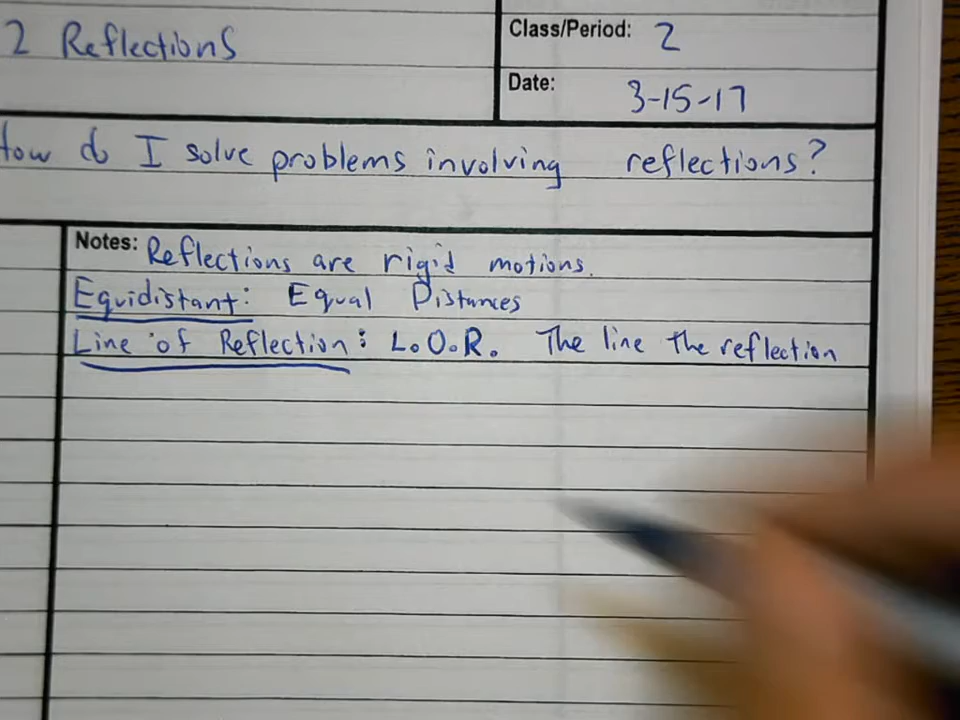 2 Reflections
Class/Period: 2
Date: 3-15-17
How do I solve problems involving reflections?
Notes: Reflections are rigid motions.
Equidistant: Equal Distances
Line of Reflection: L.O.R. The line the reflection